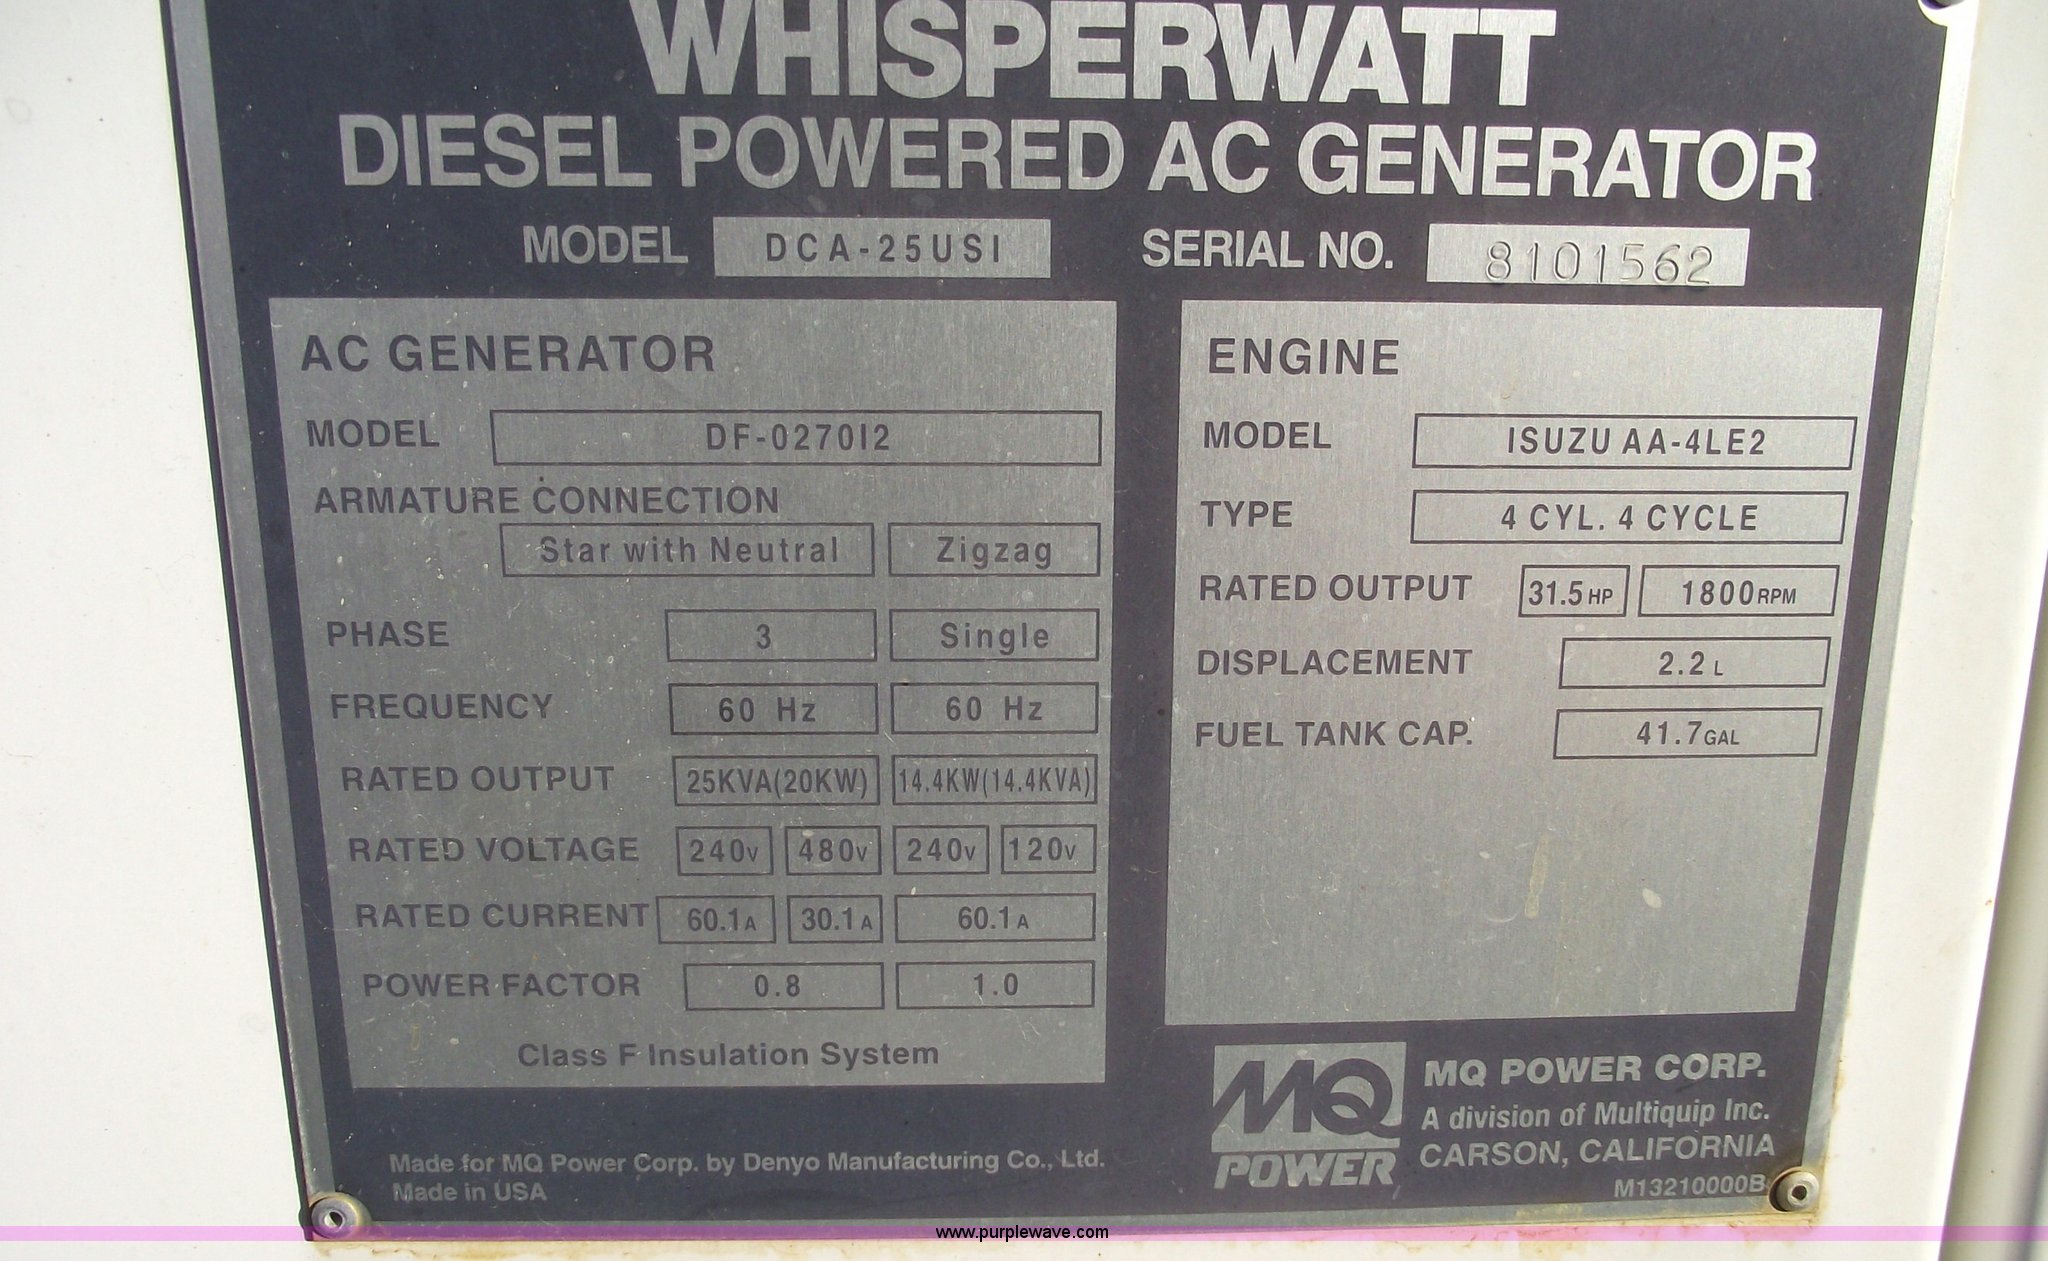 WHISPERWATT
DIESEL POWERED AC GENERATOR
MODEL DCA-25USI SERIAL NO. 8101562
AC GENERATOR
MODEL DF-0270I2
ARMATURE CONNECTION
Star with Neutral Zigzag
PHASE 3 Single
FREQUENCY 60 Hz 60 Hz
RATED OUTPUT 25KVA(20KW) 14.4KW(14.4KVA)
RATED VOLTAGE 240V 480V 240V 120V
RATED CURRENT 60.1A 30.1A 60.1A
POWER FACTOR 0.8 1.0
Class F Insulation System
ENGINE
MODEL ISUZU AA-4LE2
TYPE 4 CYL. 4 CYCLE
RATED OUTPUT 31.5HP 1800RPM
DISPLACEMENT 2.2L
FUEL TANK CAP. 41.7GAL
Made for MQ Power Corp. by Denyo Manufacturing Co., Ltd.
Made in USA
MQ
POWER
MQ POWER CORP.
A division of Multiquip Inc.
CARSON, CALIFORNIA
M13210000B
www.purplewave.com